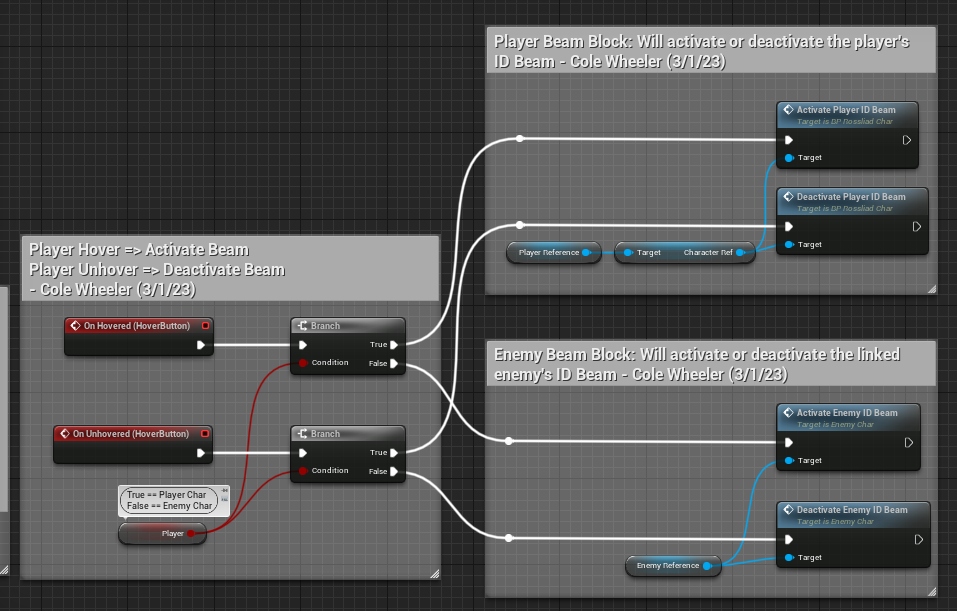 Player Beam Block: Will activate or deactivate the player's
ID Beam - Cole Wheeler (3/1/23)
Activate Player ID Beam
Target is BP Rossliad Char
Target
Deactivate Player ID Beam
Target is BP Rossliad Char
Target
Player Reference
Target
Character Ref
Player Hover => Activate Beam
Player Unhover => Deactivate Beam
- Cole Wheeler (3/1/23)
On Hovered (HoverButton)
Branch
True
Condition
False
On Unhovered (HoverButton)
Branch
True
Condition
False
True == Player Char
False == Enemy Char
Player
Enemy Beam Block: Will activate or deactivate the linked
enemy's ID Beam - Cole Wheeler (3/1/23)
Activate Enemy ID Beam
Target is Enemy Char
Target
Deactivate Enemy ID Beam
Target is Enemy Char
Target
Enemy Reference